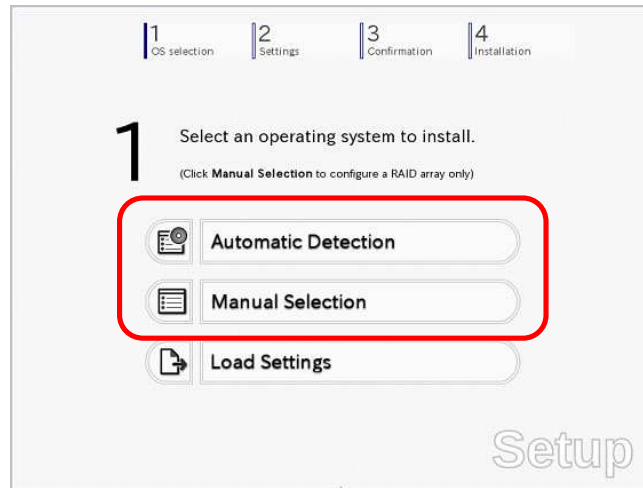 1 2 3 4
OS selection Settings Confirmation Installation
1 Select an operating system to install.
(Click Manual Selection to configure a RAID array only)
Automatic Detection
Manual Selection
Load Settings
Setup